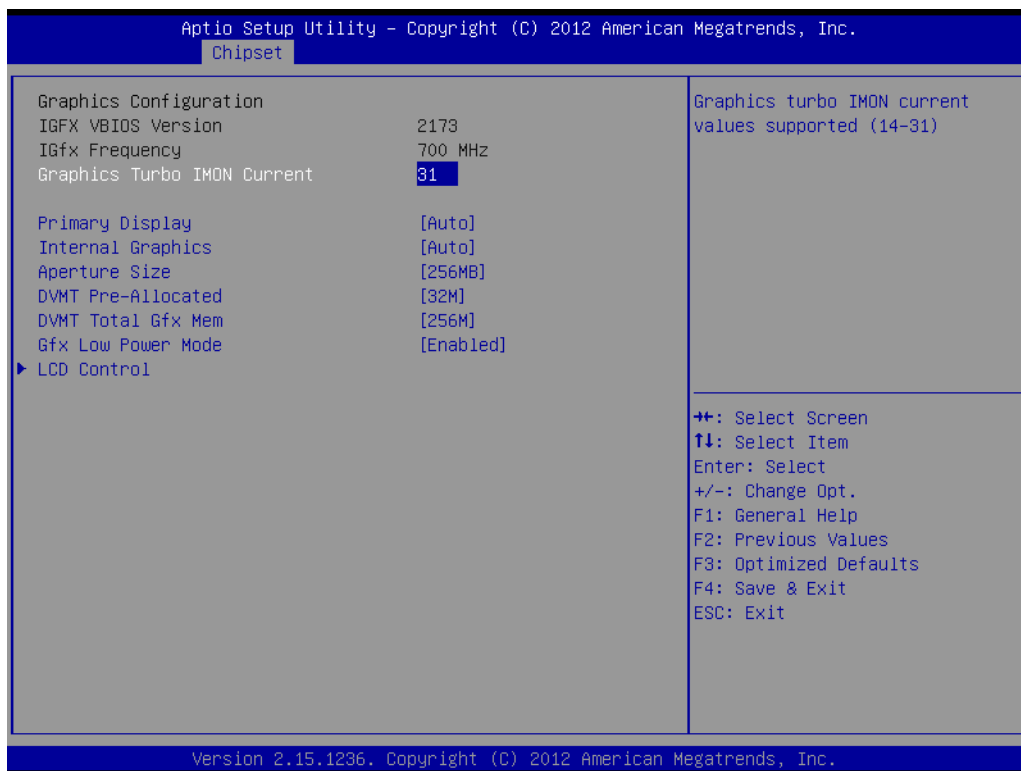 Aptio Setup Utility – Copyright (C) 2012 American Megatrends, Inc.
Chipset
Graphics Configuration
IGFX VBIOS Version 2173
IGfx Frequency 700 MHz
Graphics Turbo IMON Current 31
Primary Display [Auto]
Internal Graphics [Auto]
Aperture Size [256MB]
DVMT Pre-Allocated [32M]
DVMT Total Gfx Mem [256M]
Gfx Low Power Mode [Enabled]
▶ LCD Control
Graphics turbo IMON current
values supported (14-31)
→←: Select Screen
↑↓: Select Item
Enter: Select
+/-: Change Opt.
F1: General Help
F2: Previous Values
F3: Optimized Defaults
F4: Save & Exit
ESC: Exit
Version 2.15.1236. Copyright (C) 2012 American Megatrends, Inc.